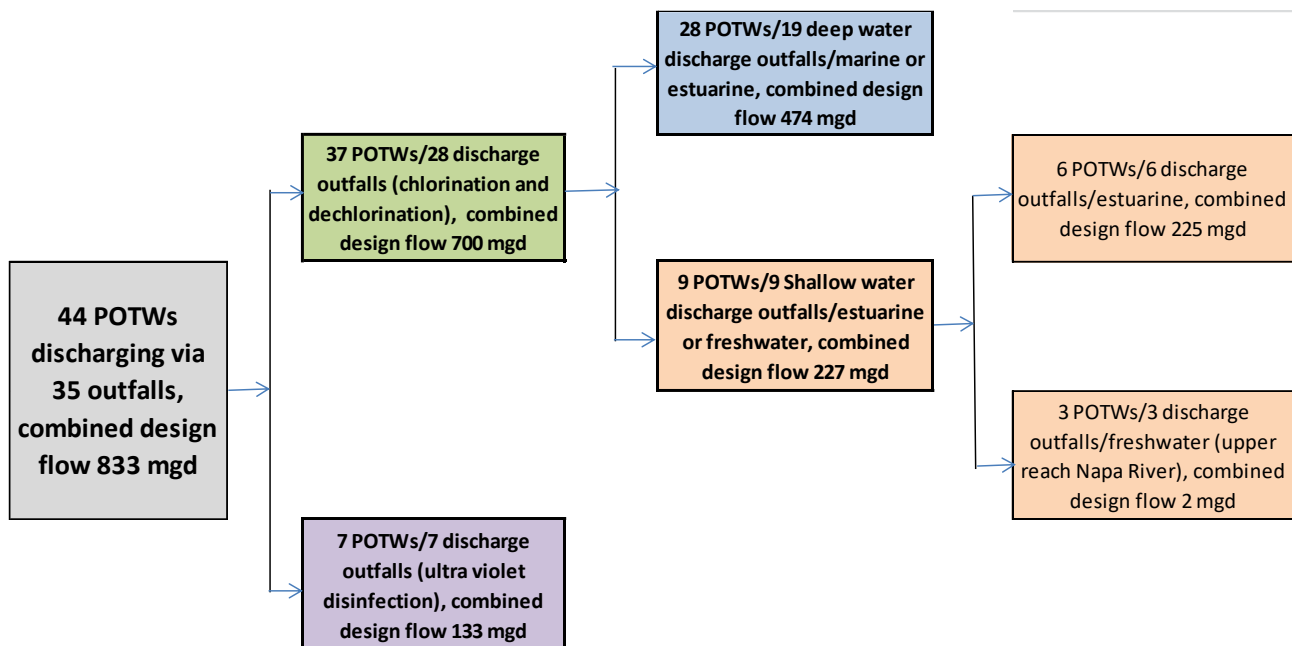 44 POTWs
discharging via
35 outfalls,
combined design
flow 833 mgd
37 POTWs/28 discharge
outfalls (chlorination and
dechlorination), combined
design flow 700 mgd
7 POTWs/7 discharge
outfalls (ultra violet
disinfection), combined
design flow 133 mgd
28 POTWs/19 deep water
discharge outfalls/marine or
estuarine, combined design
flow 474 mgd
9 POTWs/9 Shallow water
discharge outfalls/estuarine
or freshwater, combined
design flow 227 mgd
6 POTWs/6 discharge
outfalls/estuarine, combined
design flow 225 mgd
3 POTWs/3 discharge
outfalls/freshwater (upper
reach Napa River), combined
design flow 2 mgd